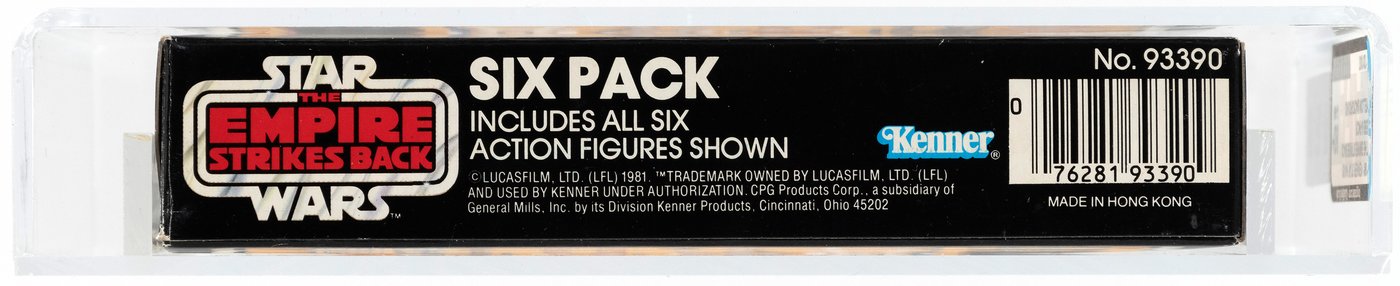 STAR
THE
EMPIRE
STRIKES BACK
WARS™
SIX PACK
INCLUDES ALL SIX
ACTION FIGURES SHOWN
© LUCASFILM, LTD. (LFL) 1981. ™TRADEMARK OWNED BY LUCASFILM, LTD. (LFL)
AND USED BY KENNER UNDER AUTHORIZATION. CPG Products Corp., a subsidiary of
General Mills, Inc. by its Division Kenner Products, Cincinnati, Ohio 45202
Kenner®
No. 93390
0
76281 93390
MADE IN HONG KONG